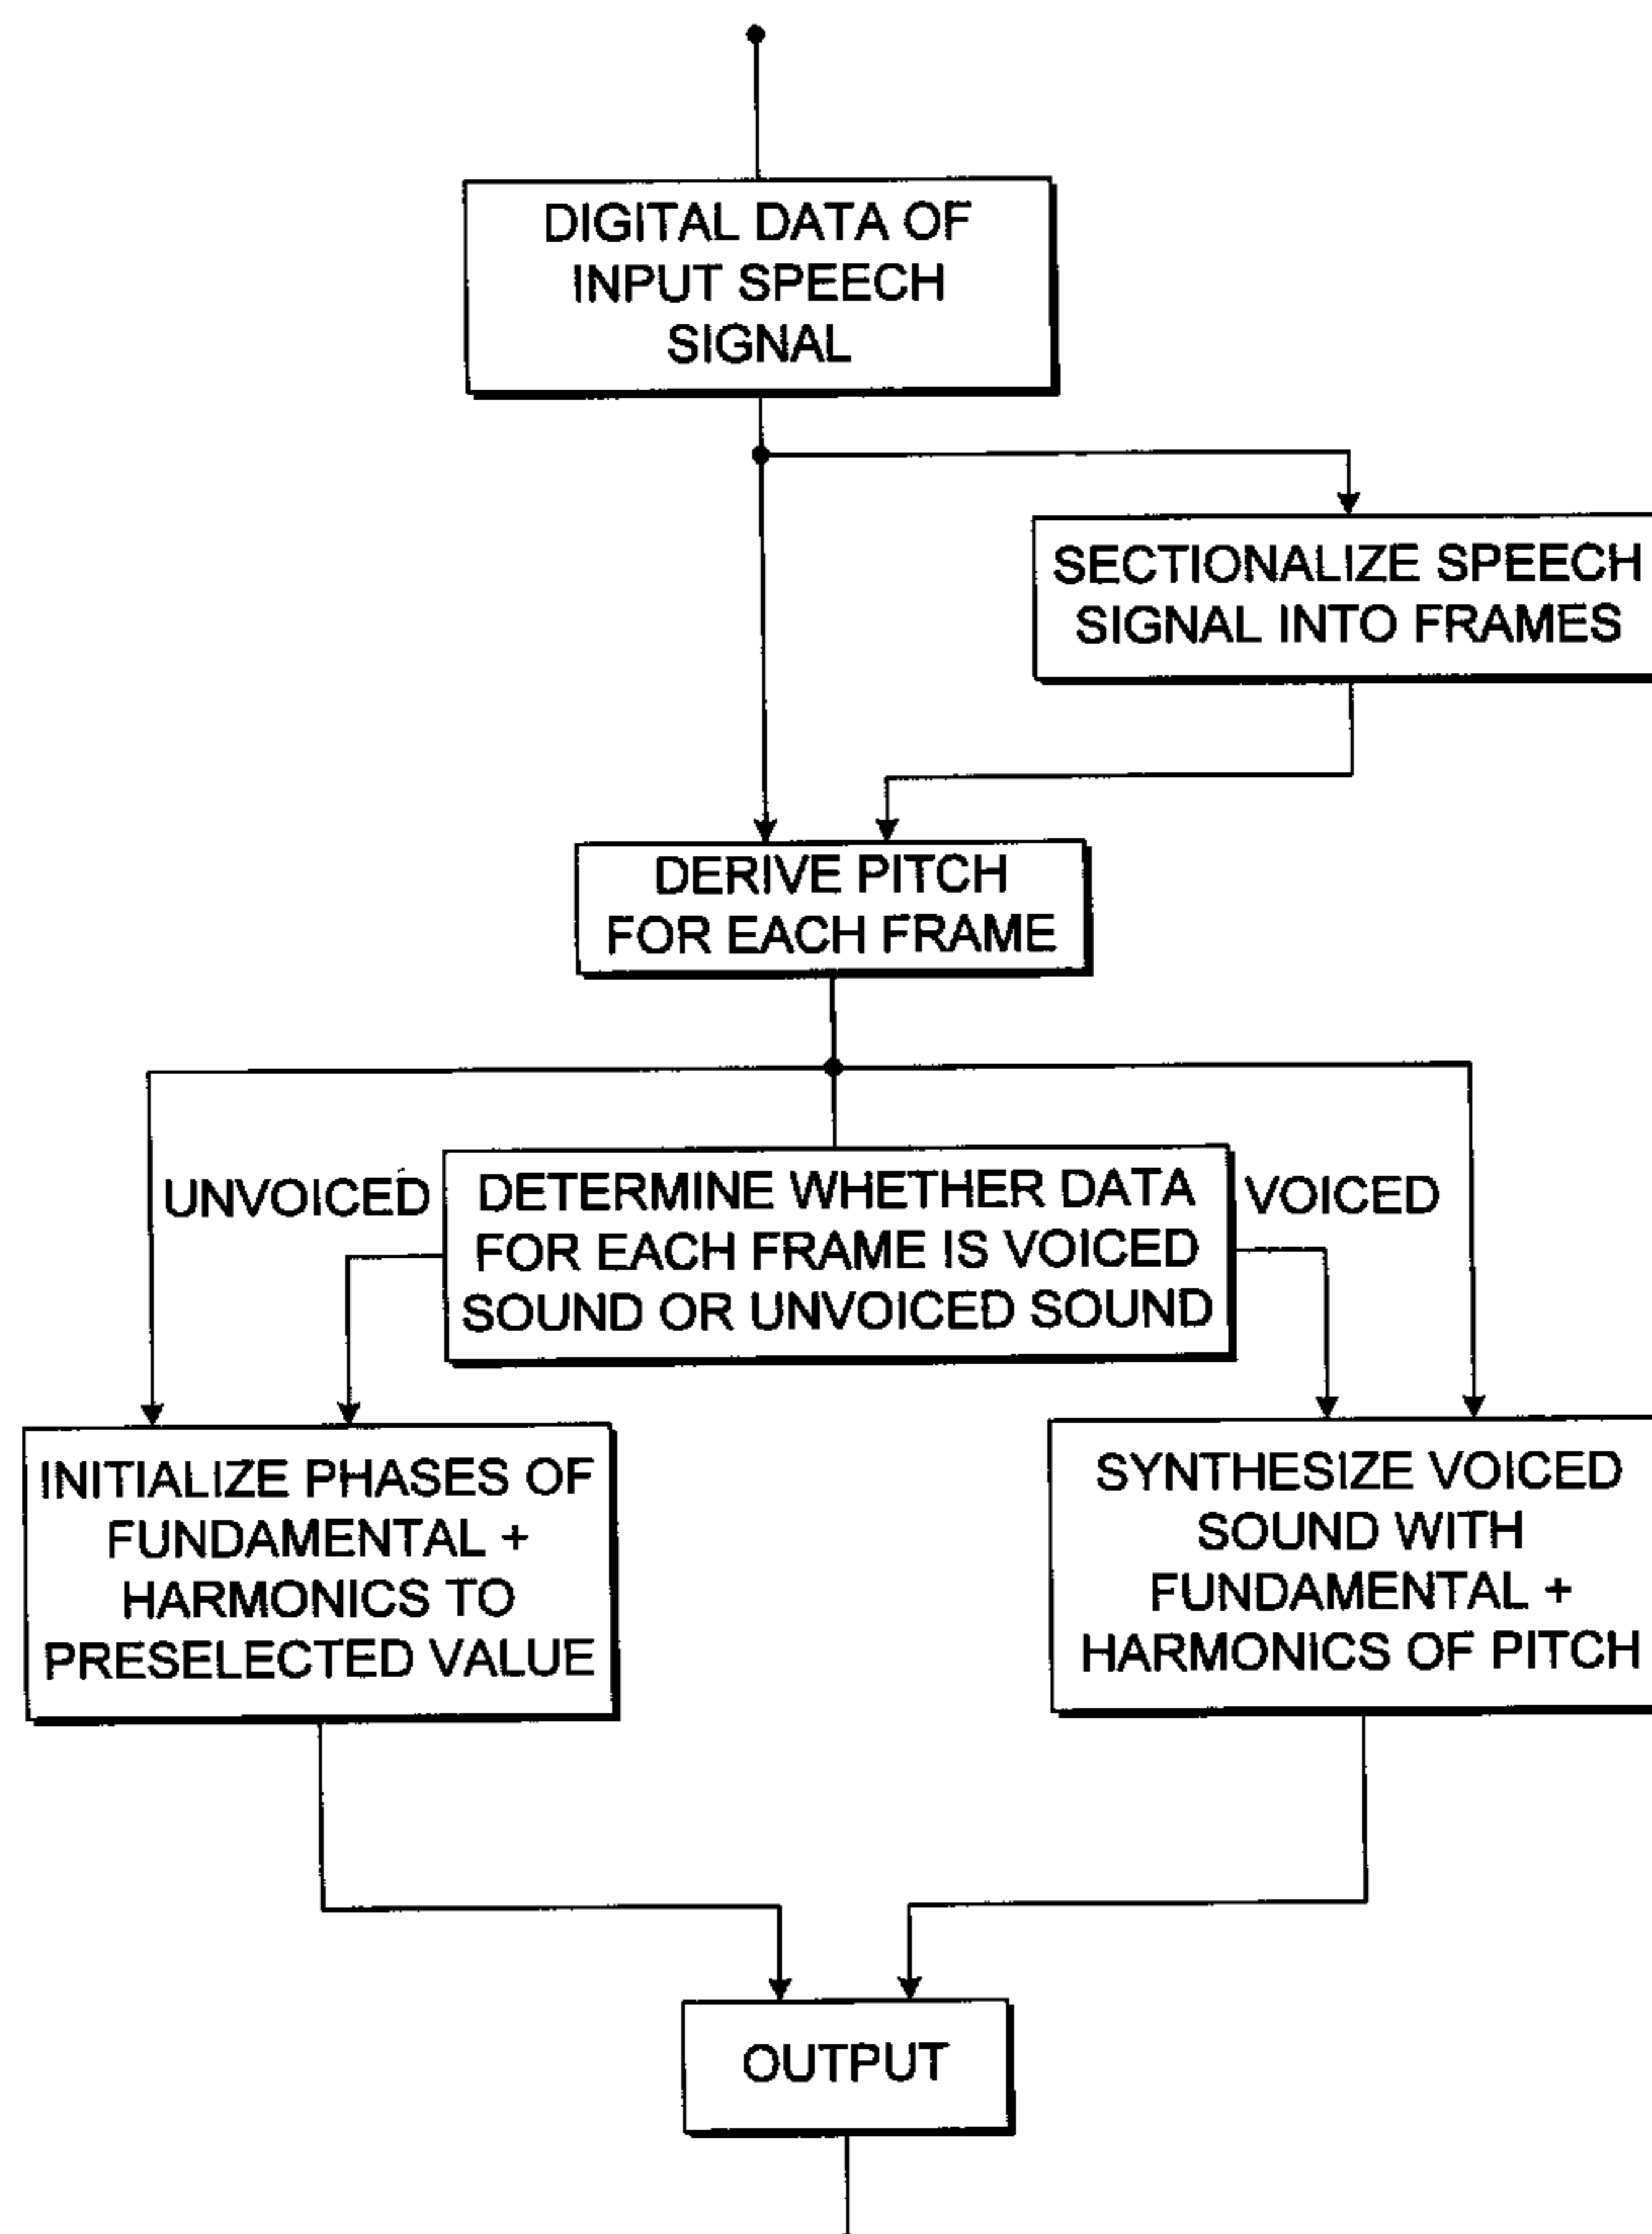 DIGITAL DATA OF
INPUT SPEECH
SIGNAL
SECTIONALIZE SPEECH
SIGNAL INTO FRAMES
DERIVE PITCH
FOR EACH FRAME
UNVOICED
DETERMINE WHETHER DATA
FOR EACH FRAME IS VOICED
SOUND OR UNVOICED SOUND
VOICED
INITIALIZE PHASES OF
FUNDAMENTAL +
HARMONICS TO
PRESELECTED VALUE
SYNTHESIZE VOICED
SOUND WITH
FUNDAMENTAL +
HARMONICS OF PITCH
OUTPUT